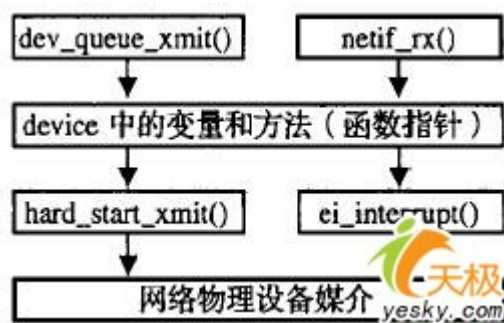 dev_queue_xmit()
netif_rx()
device 中的变量和方法（函数指针）
hard_start_xmit()
ei_interrupt()
网络物理设备媒介
天极
yesky.com